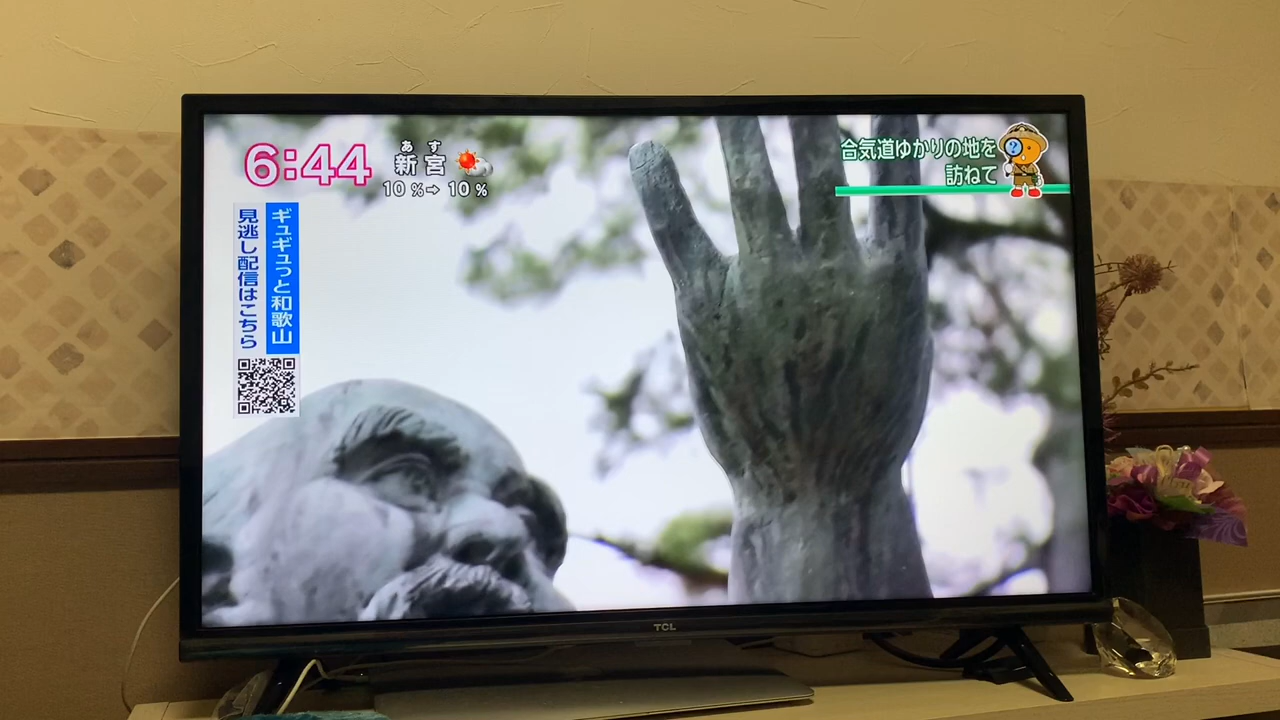 6:44
あす
新宮
10%→10%
合気道ゆかりの地を
訪ねて
?
ギュギュっと和歌山
見逃し配信はこちら
TCL